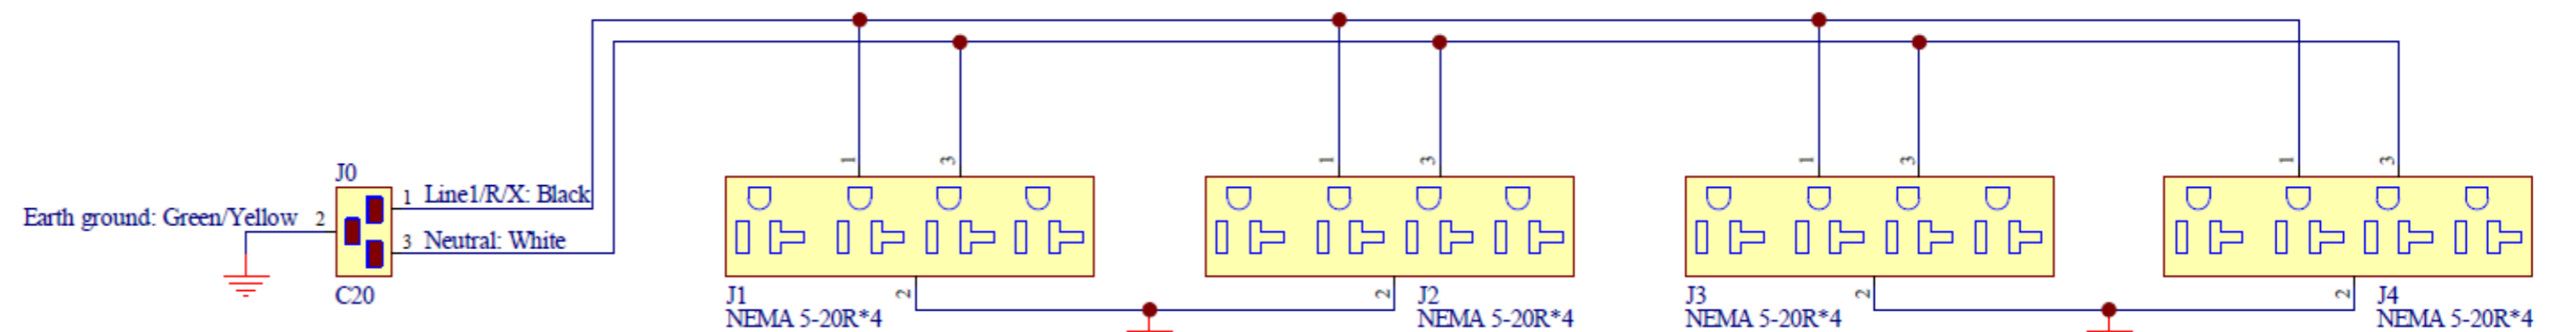 J0
1 Line1/R/X: Black
Earth ground: Green/Yellow 2
3 Neutral: White
C20
1 3
1 3
1 3
1 3
2
2
2
2
J1
NEMA 5-20R*4
J2
NEMA 5-20R*4
J3
NEMA 5-20R*4
J4
NEMA 5-20R*4